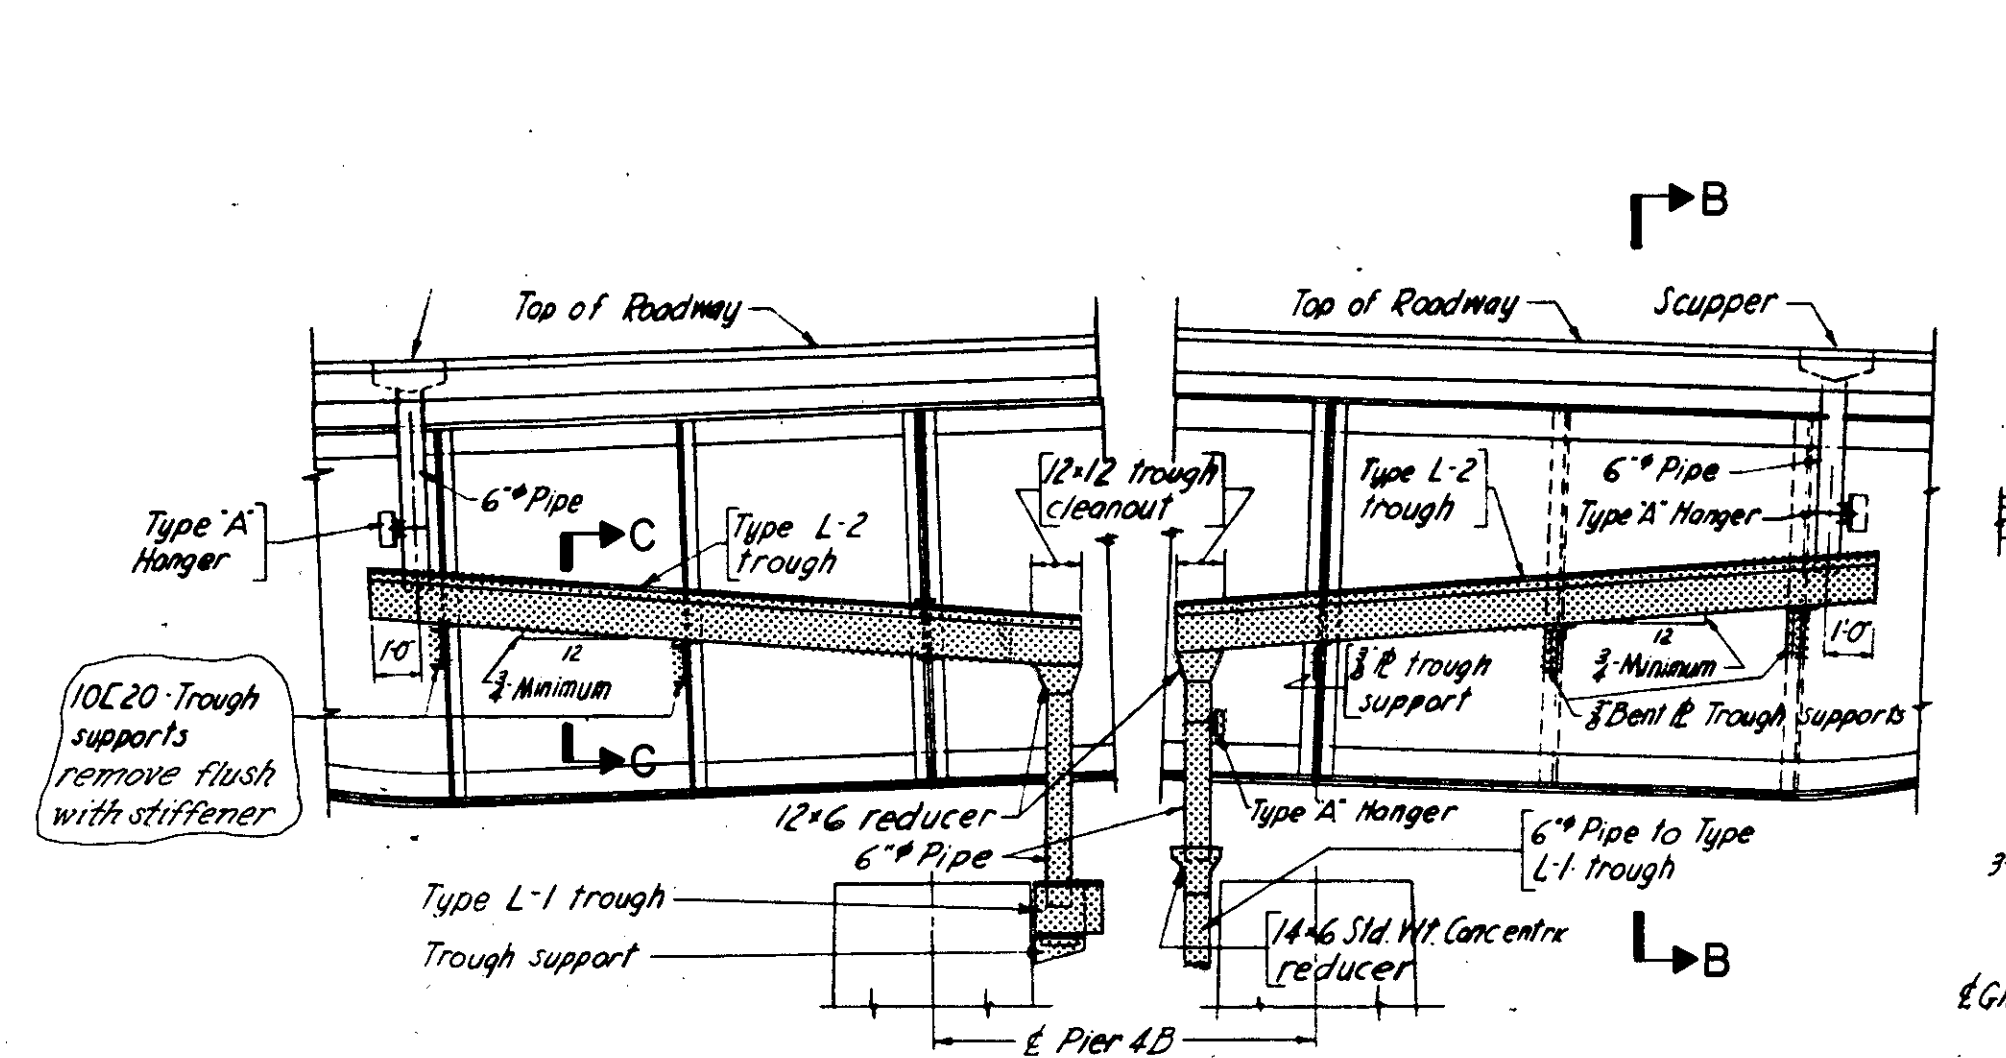 B
Top of Roadway
Top of Roadway
Scupper
12×12 trough
cleanout
Type L-2
trough
6"φ Pipe
6"φ Pipe
Type "A"
Hanger
C
Type L-2
trough
Type "A" Hanger
1'-0"
12
3/4 - Minimum
3/8" ℙL trough
support
12
3/4 - Minimum
1'-0"
10[20 - Trough
supports
remove flush
with stiffener
3/8 Bent ℙL Trough supports
C
12×6 reducer
6"φ Pipe
Type "A" Hanger
6"φ Pipe to Type
L-1 trough
Type L-1 trough
Trough support
14×6 Std. Wt. Concentric
reducer
B
℄ Pier 4B